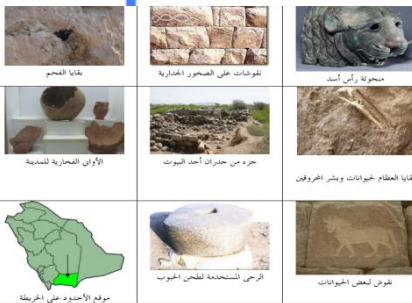 منحوتة رأس أسد
نقوشات على الصخور الجدارية
بقايا الفحم
بقايا العظام لحيوانات وبشر المحروقين
جزء من جدران أحد البيوت
الأواني الفخارية للمدينة
نقوش لبعض الحيوانات
الرحى المستخدمة لطحن الحبوب
موقع الأخدود على الخريطة